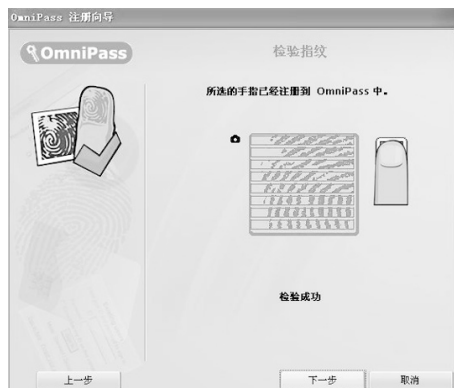 OmniPass 注册向导
OmniPass
检验指纹
所选的手指已经注册到 OmniPass 中。
检验成功
上一步
下一步
取消